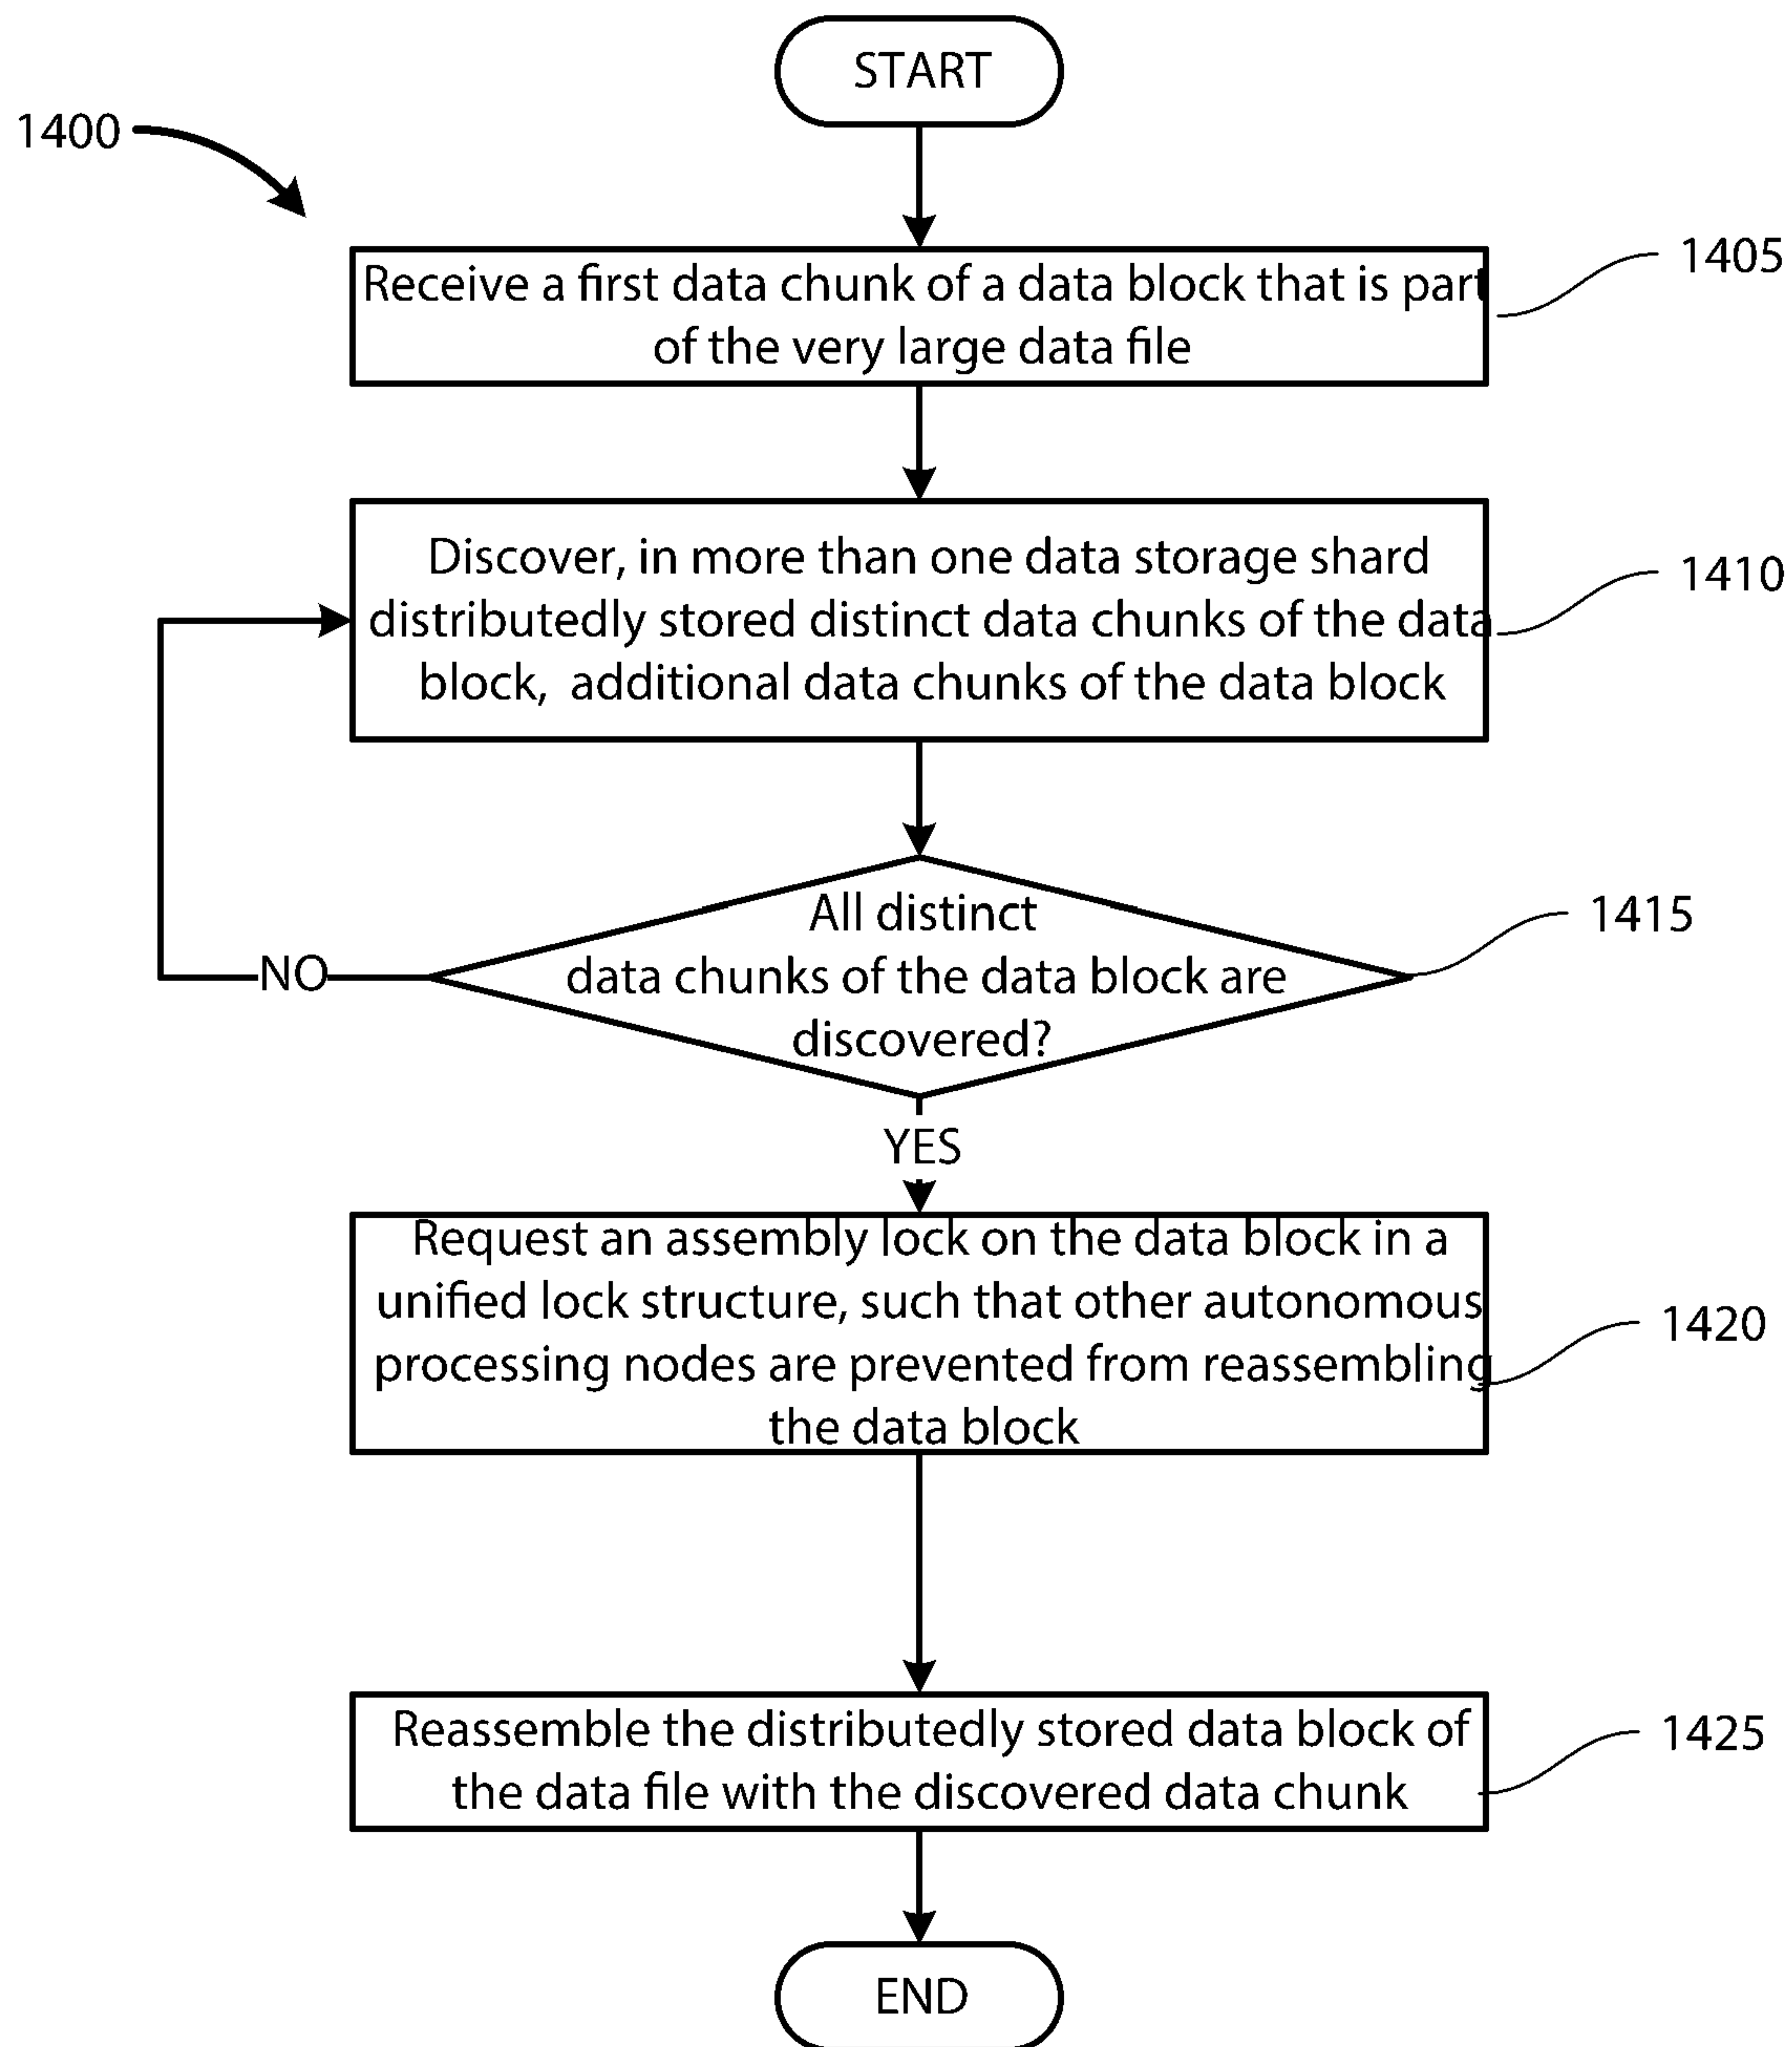 START
1400
1405
Receive a first data chunk of a data block that is part
of the very large data file
Discover, in more than one data storage shard
1410
distributedly stored distinct data chunks of the data
block,  additional data chunks of the data block
All distinct
1415
data chunks of the data block are
NO
discovered?
YES
Request an assembly lock on the data block in a
unified lock structure, such that other autonomous
1420
processing nodes are prevented from reassembling
the data block
Reassemble the distributedly stored data block of
1425
the data file with the discovered data chunk
END